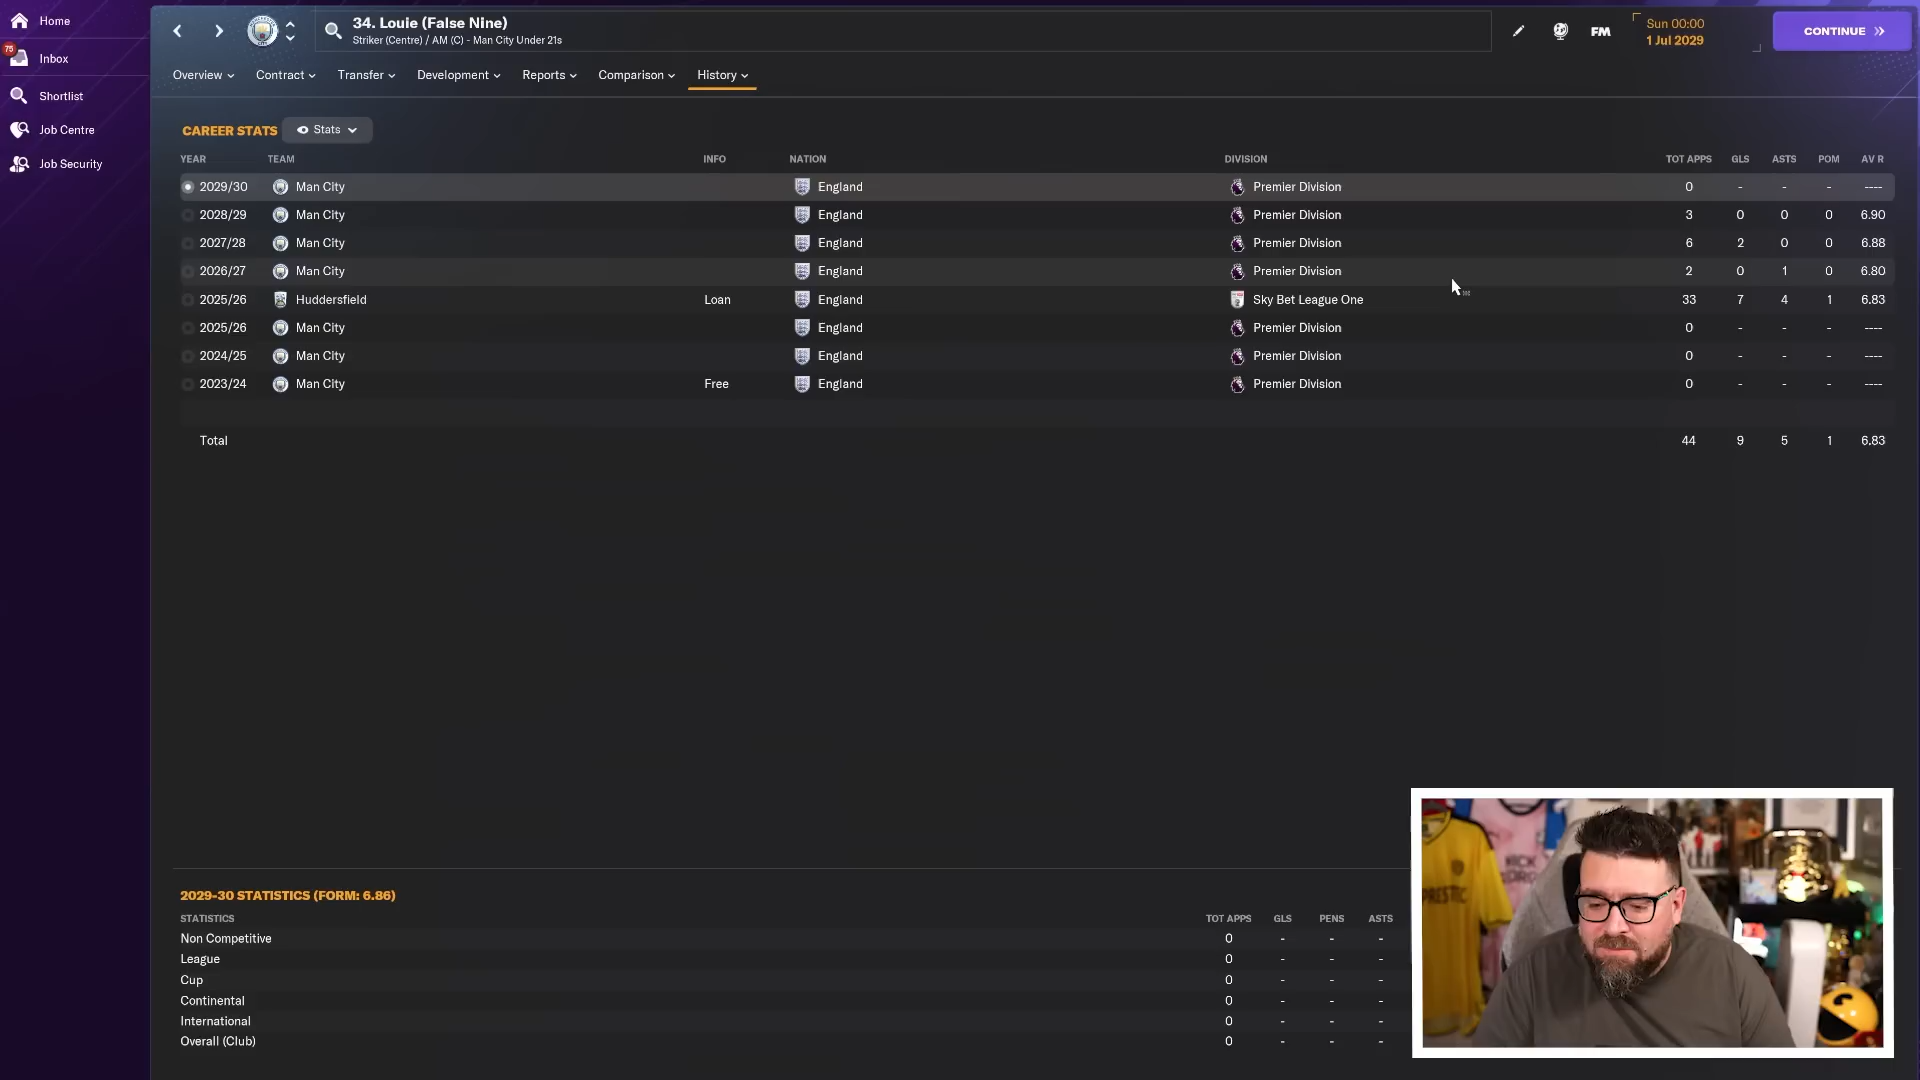 Home
75
Inbox
Shortlist
Job Centre
Job Security
34. Louie (False Nine)
Striker (Centre) / AM (C) - Man City Under 21s
FM
Sun 00:00
1 Jul 2029
CONTINUE
Overview Contract Transfer Development Reports Comparison History
CAREER STATS Stats
YEAR TEAM INFO NATION DIVISION TOT APPS GLS ASTS POM AV R
2029/30 Man City England Premier Division 0 - - - ----
2028/29 Man City England Premier Division 3 0 0 0 6.90
2027/28 Man City England Premier Division 6 2 0 0 6.88
2026/27 Man City England Premier Division 2 0 1 0 6.80
2025/26 Huddersfield Loan England Sky Bet League One 33 7 4 1 6.83
2025/26 Man City England Premier Division 0 - - - ----
2024/25 Man City England Premier Division 0 - - - ----
2023/24 Man City Free England Premier Division 0 - - - ----
Total 44 9 5 1 6.83
2029-30 STATISTICS (FORM: 6.86)
STATISTICS TOT APPS GLS PENS ASTS
Non Competitive 0 - - -
League 0 - - -
Cup 0 - - -
Continental 0 - - -
International 0 - - -
Overall (Club) 0 - - -